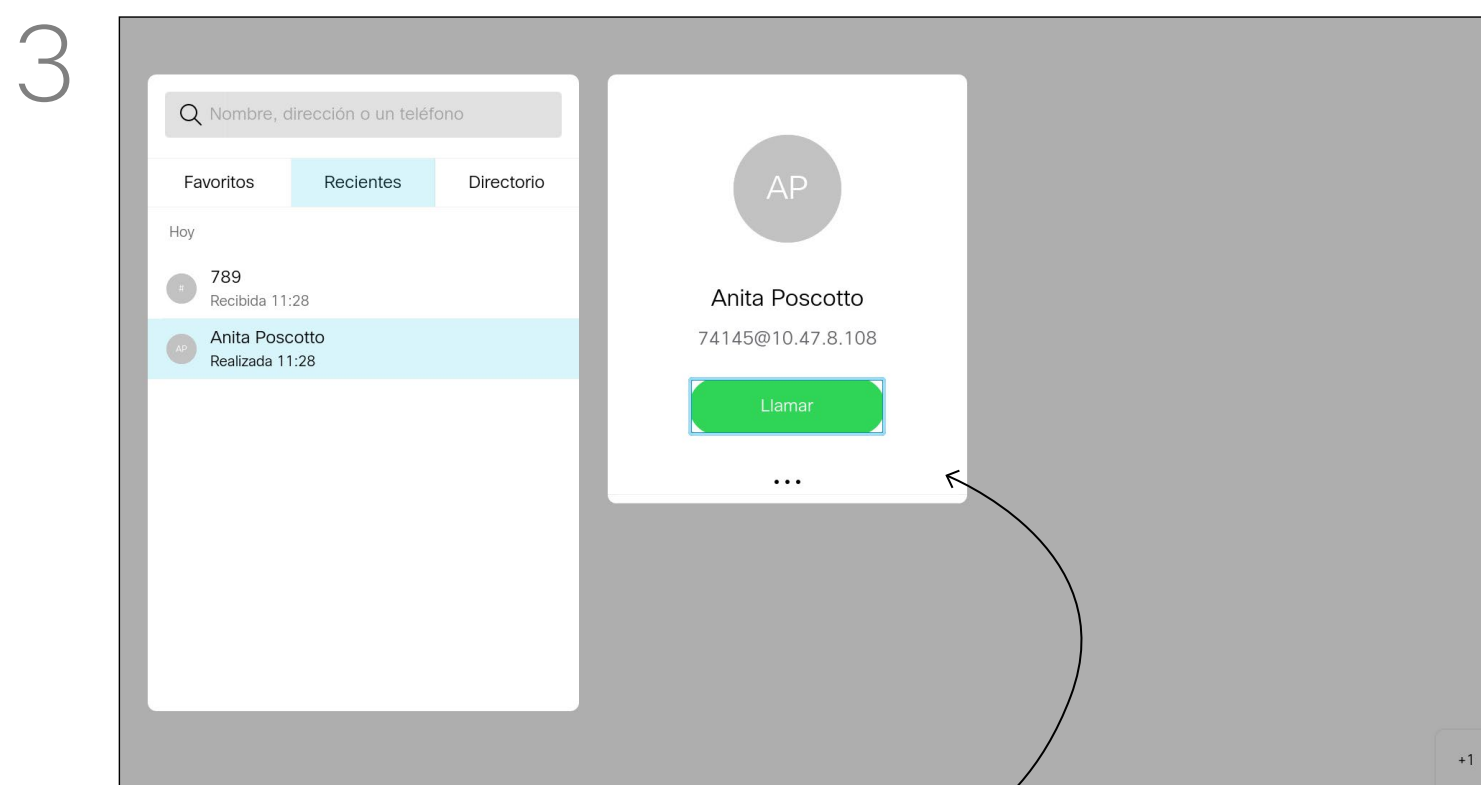 3
Nombre, dirección o un teléfono
Favoritos Recientes Directorio
Hoy
#
789
Recibida 11:28
AP
Anita Poscotto
Realizada 11:28
AP
Anita Poscotto
74145@10.47.8.108
Llamar
...
+1